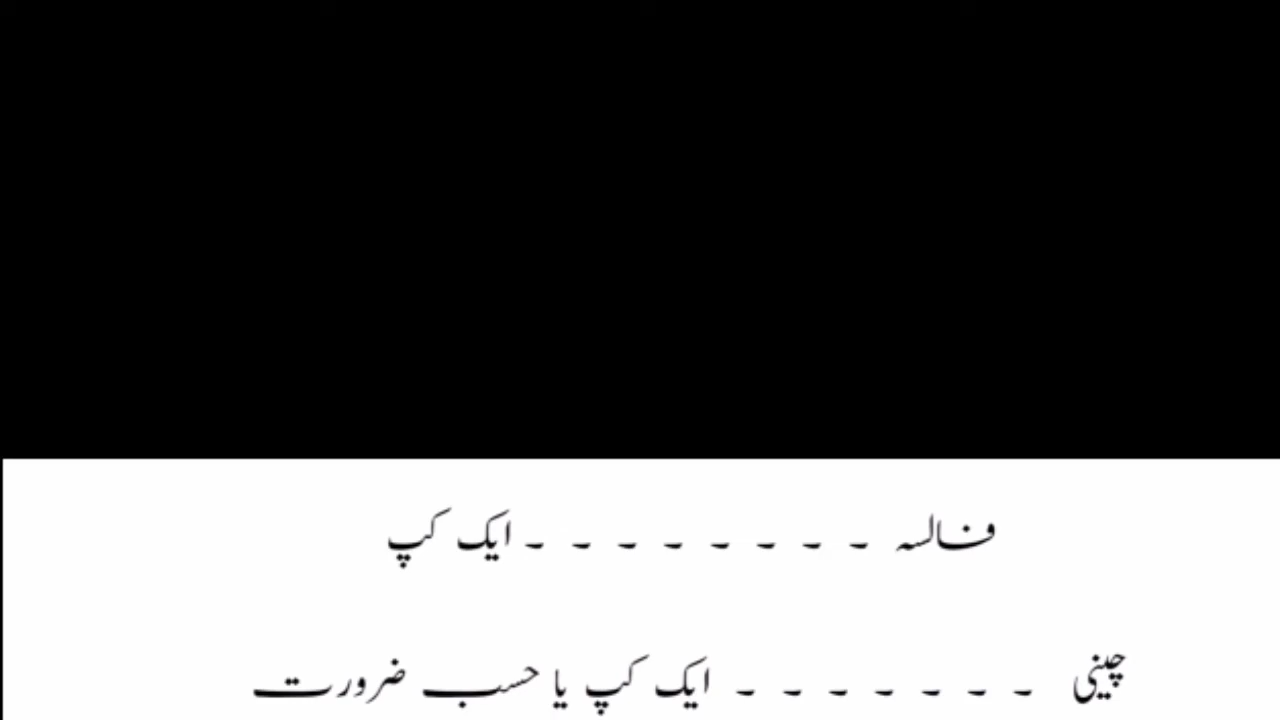 فالسہ ۔ ۔ ۔ ۔ ۔ ۔ ۔ ۔ ایک کپ
چینی ۔ ۔ ۔ ۔ ۔ ۔ ۔ ایک کپ یا حسب ضرورت